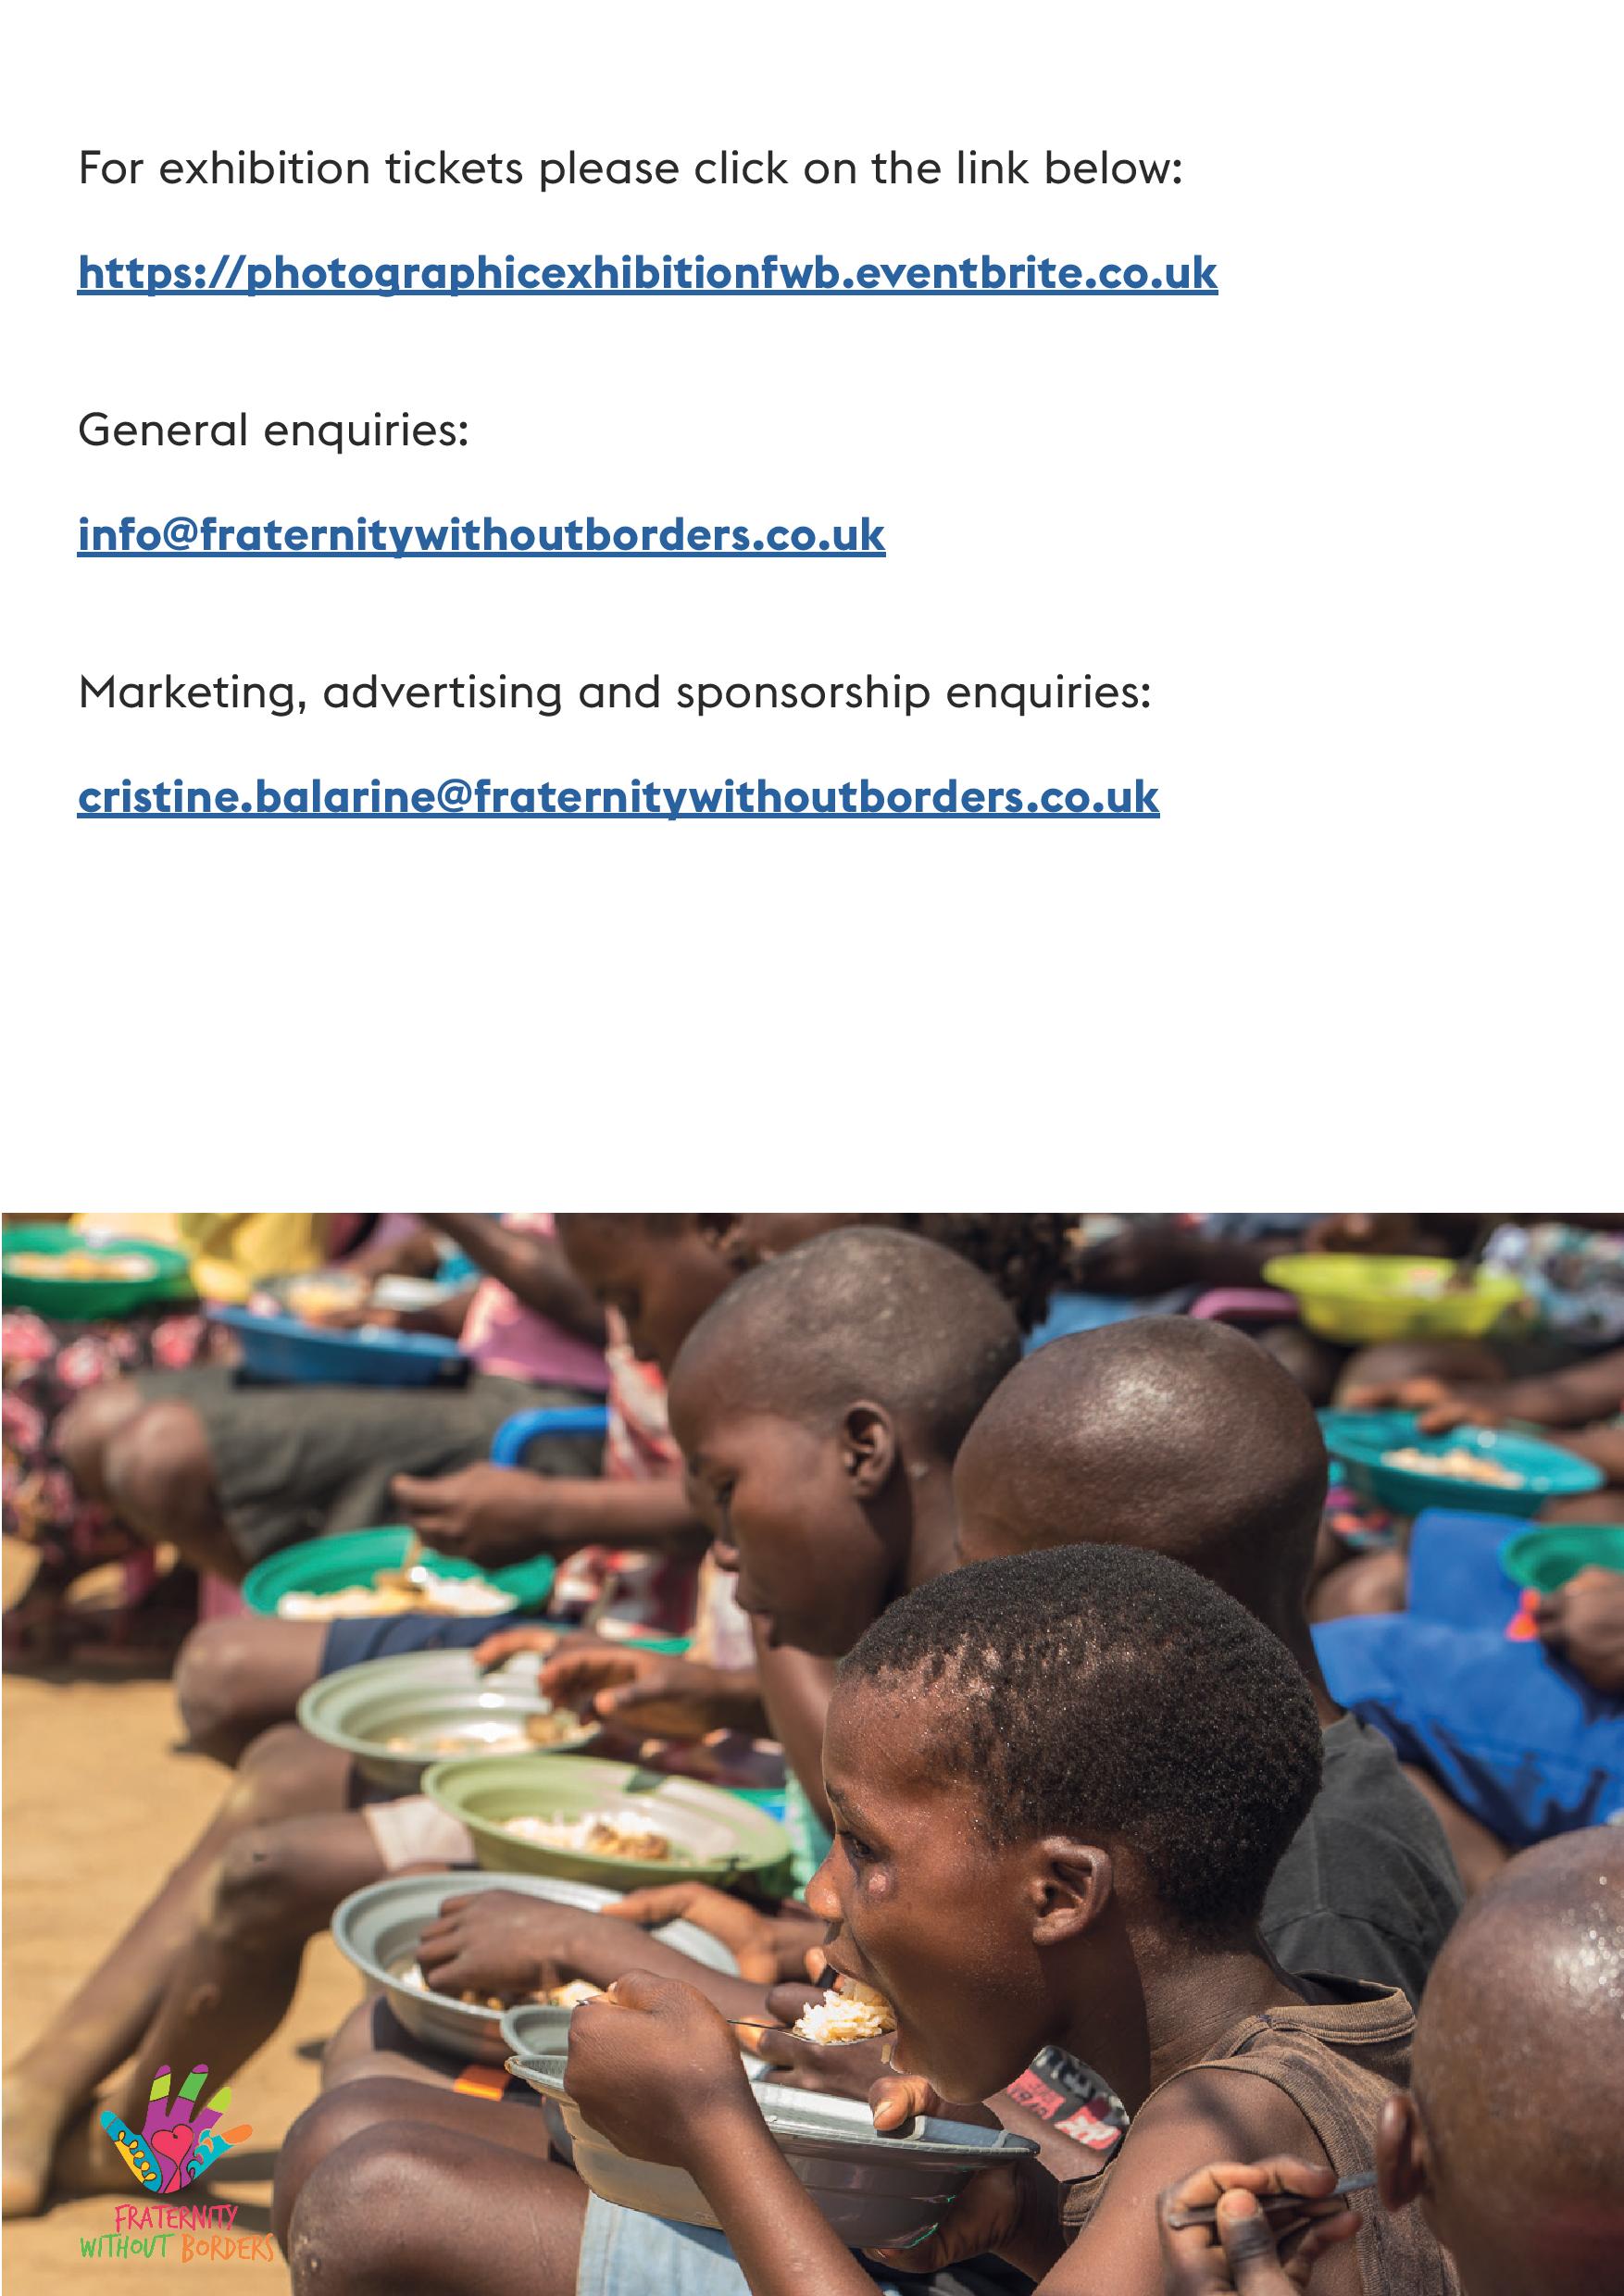 For exhibition tickets please click on the link below:
https://photographicexhibitionfwb.eventbrite.co.uk
General enquiries:
info@fraternitywithoutborders.co.uk
Marketing, advertising and sponsorship enquiries:
cristine.balarine@fraternitywithoutborders.co.uk
FRATERNITY
WITHOUT BORDERS